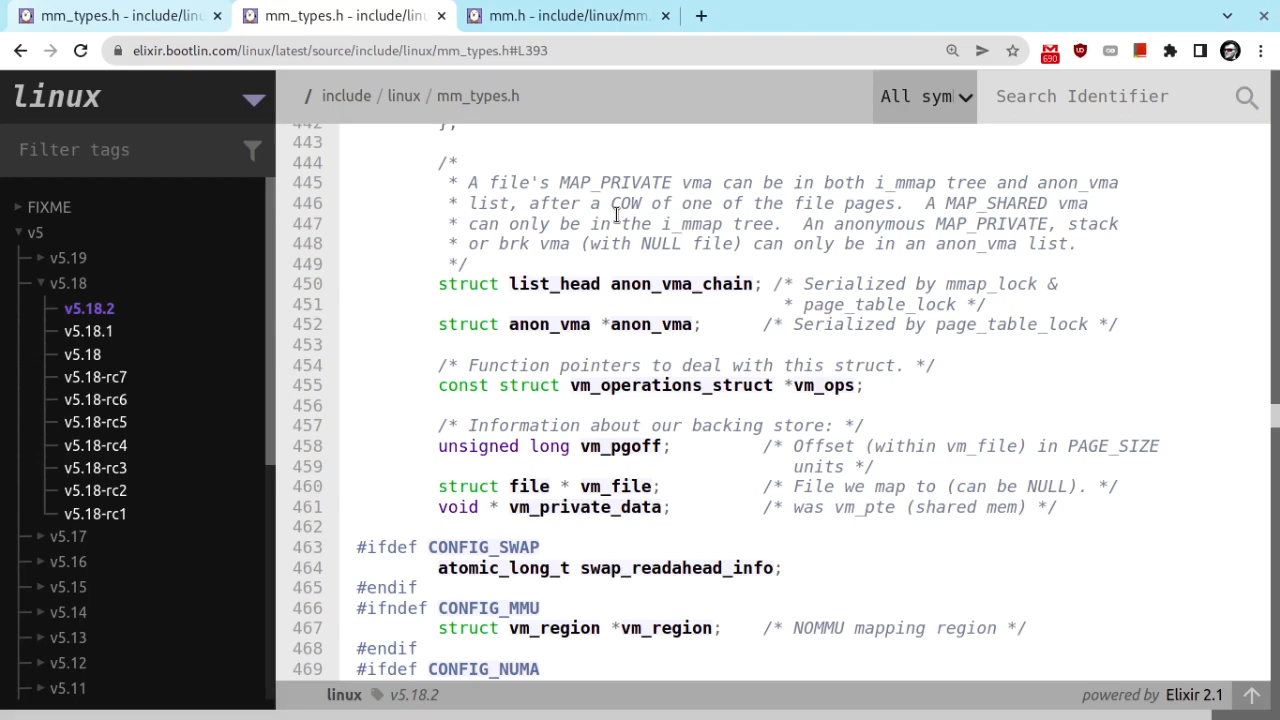 mm_types.h - include/linu
mm_types.h - include/linu
mm.h - include/linux/mm.
elixir.bootlin.com/linux/latest/source/include/linux/mm_types.h#L393
690
linux
/ include / linux / mm_types.h
All sym
Search Identifier
Filter tags
FIXME
v5
v5.19
v5.18
v5.18.2
v5.18.1
v5.18
v5.18-rc7
v5.18-rc6
v5.18-rc5
v5.18-rc4
v5.18-rc3
v5.18-rc2
v5.18-rc1
v5.17
v5.16
v5.15
v5.14
v5.13
v5.12
v5.11
442 };
443
444 /*
445 * A file's MAP_PRIVATE vma can be in both i_mmap tree and anon_vma
446 * list, after a COW of one of the file pages.  A MAP_SHARED vma
447 * can only be in the i_mmap tree.  An anonymous MAP_PRIVATE, stack
448 * or brk vma (with NULL file) can only be in an anon_vma list.
449 */
450 struct list_head anon_vma_chain; /* Serialized by mmap_lock &
451 * page_table_lock */
452 struct anon_vma *anon_vma; /* Serialized by page_table_lock */
453
454 /* Function pointers to deal with this struct. */
455 const struct vm_operations_struct *vm_ops;
456
457 /* Information about our backing store: */
458 unsigned long vm_pgoff; /* Offset (within vm_file) in PAGE_SIZE
459 units */
460 struct file * vm_file; /* File we map to (can be NULL). */
461 void * vm_private_data; /* was vm_pte (shared mem) */
462
463 #ifdef CONFIG_SWAP
464 atomic_long_t swap_readahead_info;
465 #endif
466 #ifndef CONFIG_MMU
467 struct vm_region *vm_region; /* NOMMU mapping region */
468 #endif
469 #ifdef CONFIG_NUMA
linux v5.18.2
powered by Elixir 2.1